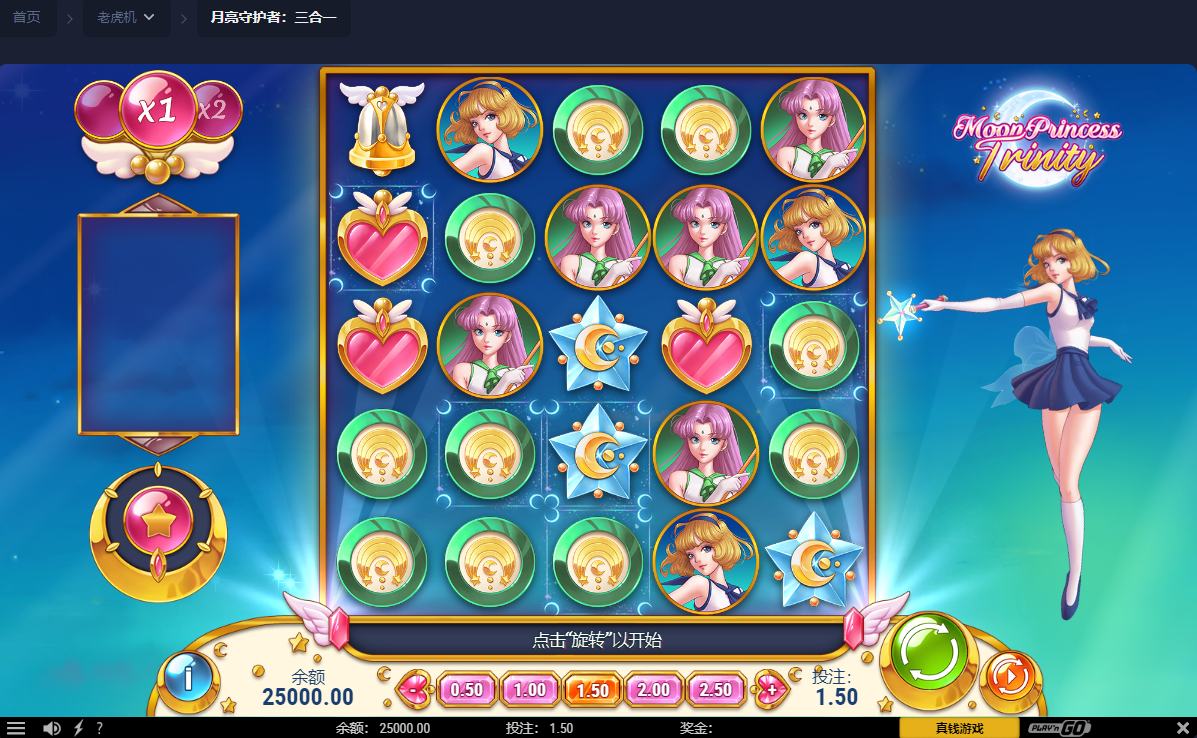 首页 老虎机 月亮守护者：三合一
x1 x2
Moon Princess
Trinity
点击“旋转”以开始
余额
25000.00
0.50 1.00 1.50 2.00 2.50
投注:
1.50
余额: 25000.00 投注: 1.50 奖金: 真钱游戏 PLAY'n GO